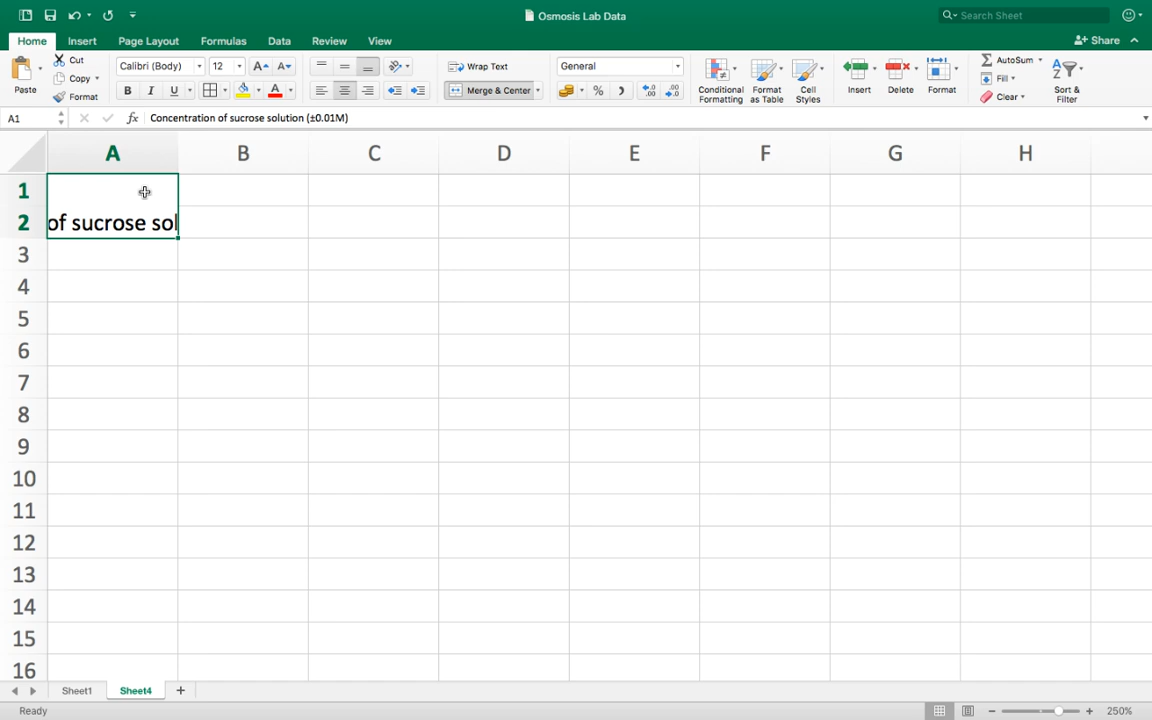 Osmosis Lab Data
Search Sheet
Home Insert Page Layout Formulas Data Review View
Share
Paste
Cut
Copy
Format
Calibri (Body) 12
A A
B I U A
Wrap Text
Merge & Center
General
%
Conditional Formatting
Format as Table
Cell Styles
Insert
Delete
Format
AutoSum
Fill
Clear
Sort & Filter
A1 fx Concentration of sucrose solution (±0.01M)
A B C D E F G H
1
2 of sucrose sol
3
4
5
6
7
8
9
10
11
12
13
14
15
16
Sheet1 Sheet4 +
Ready
250%